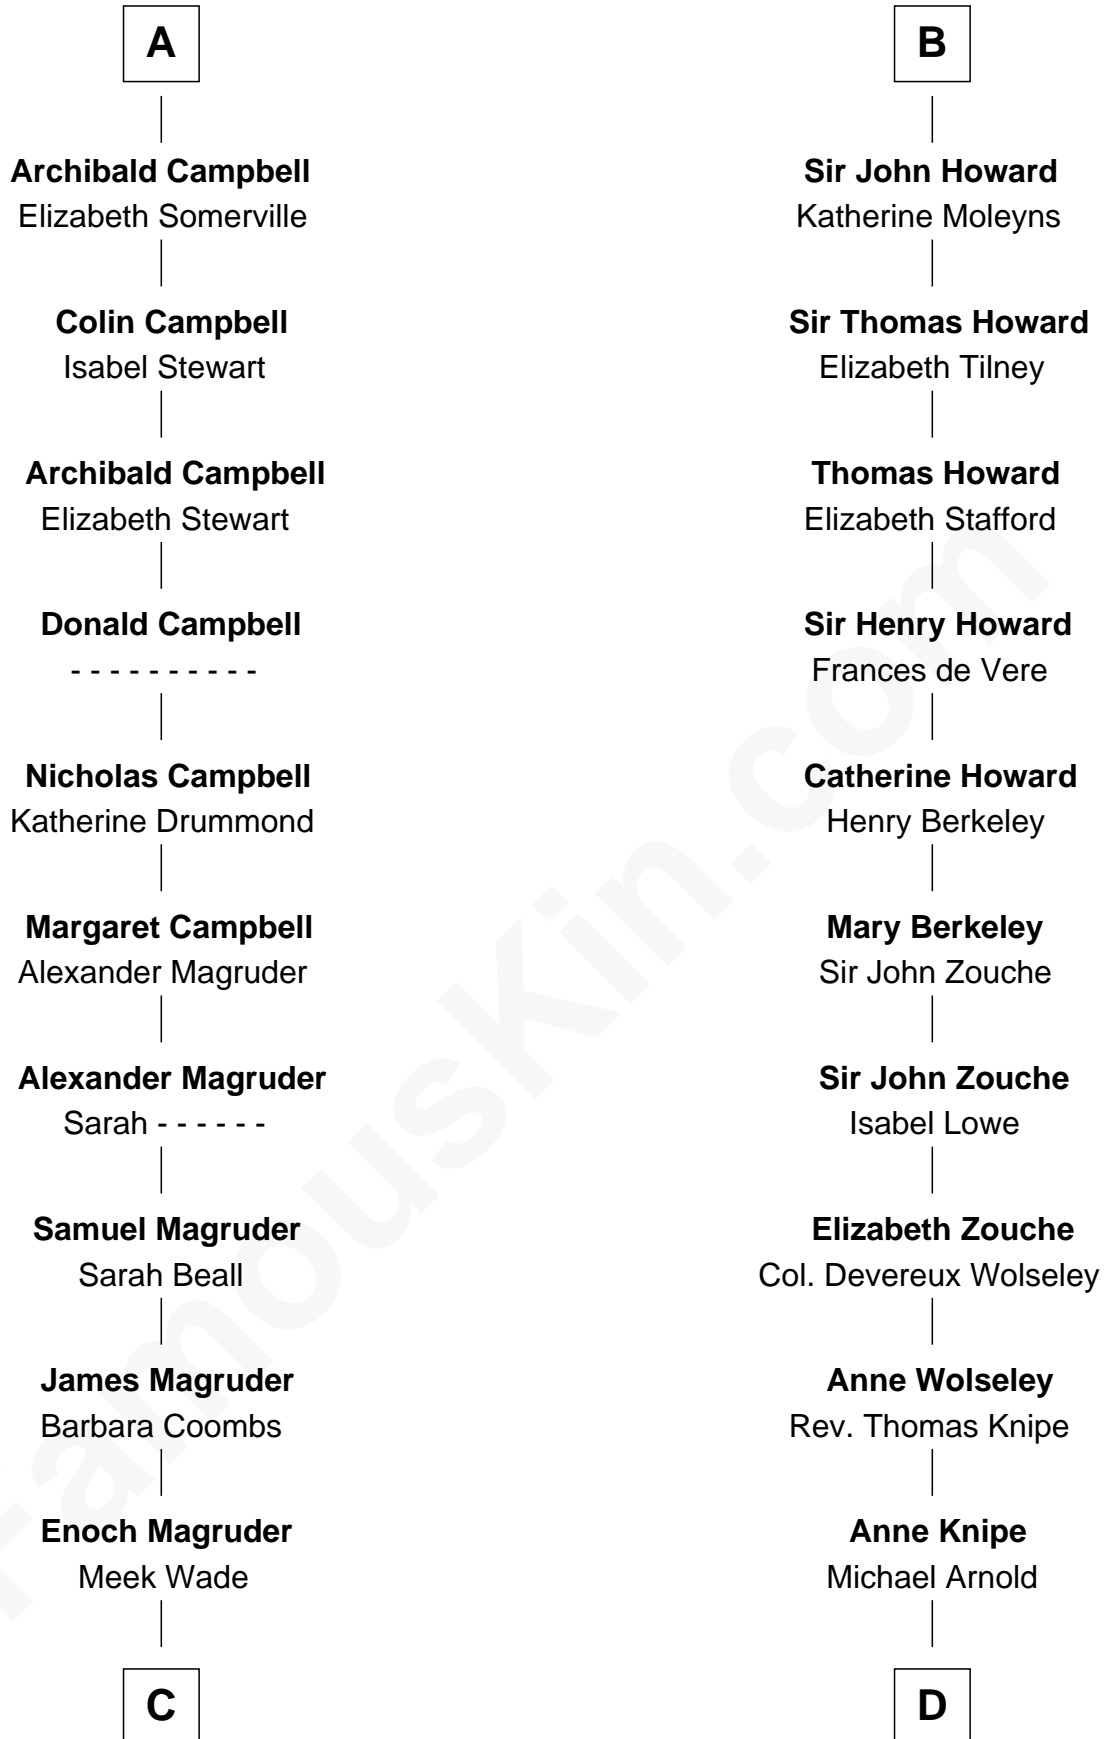 A
Archibald Campbell
Elizabeth Somerville
Colin Campbell
Isabel Stewart
Archibald Campbell
Elizabeth Stewart
Donald Campbell
- - - - - - - - - -
Nicholas Campbell
Katherine Drummond
Margaret Campbell
Alexander Magruder
Alexander Magruder
Sarah - - - - - -
Samuel Magruder
Sarah Beall
James Magruder
Barbara Coombs
Enoch Magruder
Meek Wade
C
B
Sir John Howard
Katherine Moleyns
Sir Thomas Howard
Elizabeth Tilney
Thomas Howard
Elizabeth Stafford
Sir Henry Howard
Frances de Vere
Catherine Howard
Henry Berkeley
Mary Berkeley
Sir John Zouche
Sir John Zouche
Isabel Lowe
Elizabeth Zouche
Col. Devereux Wolseley
Anne Wolseley
Rev. Thomas Knipe
Anne Knipe
Michael Arnold
D
FamousKin.com